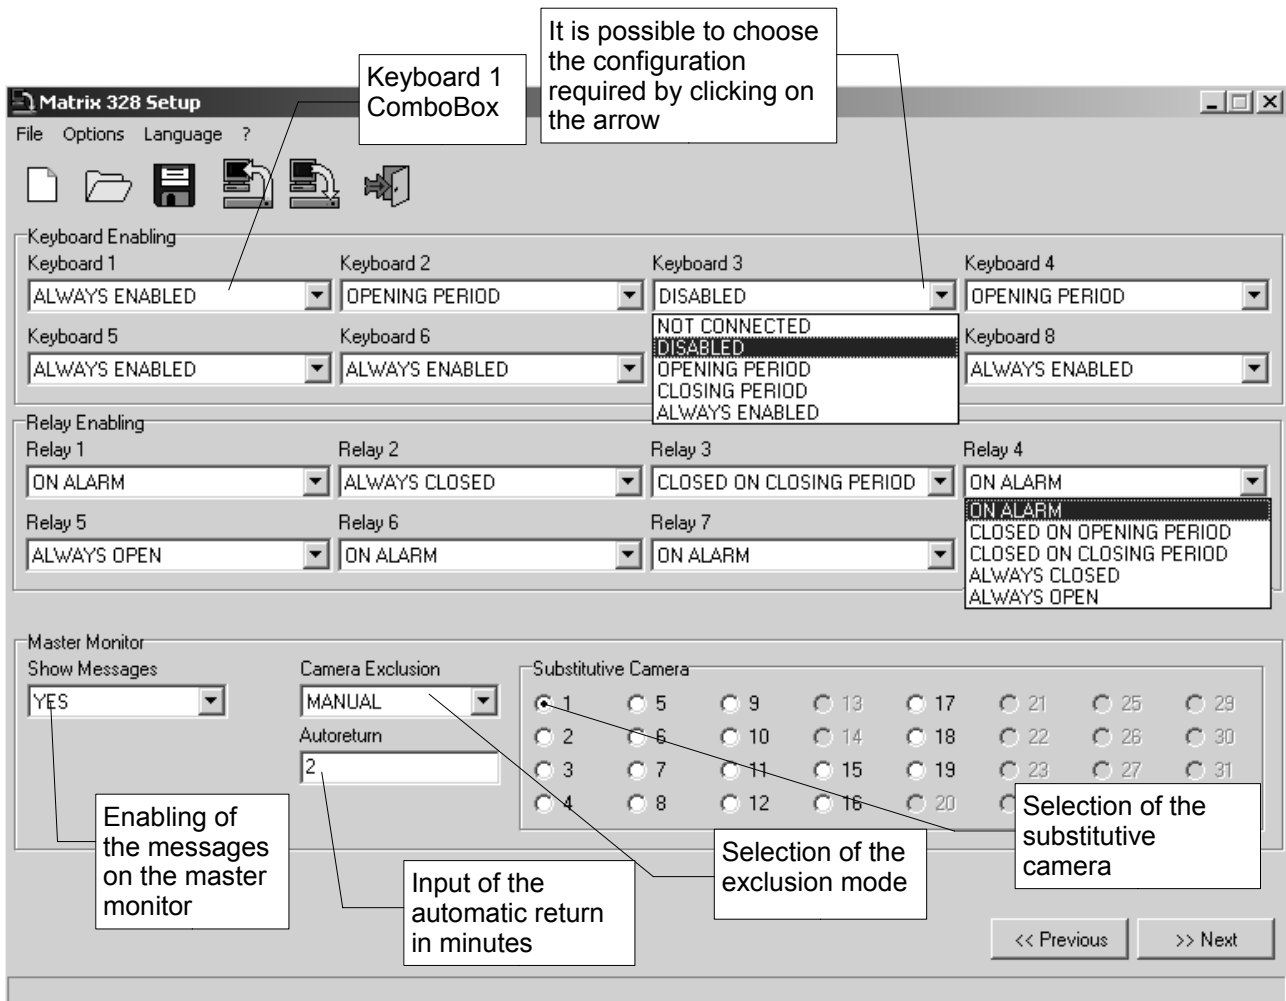 It is possible to choose
the configuration
required by clicking on
the arrow
Keyboard 1
ComboBox
Matrix 328 Setup
File Options Language ?
Keyboard Enabling
Keyboard 1 Keyboard 2 Keyboard 3 Keyboard 4
ALWAYS ENABLED OPENING PERIOD DISABLED OPENING PERIOD
NOT CONNECTED
DISABLED
OPENING PERIOD
CLOSING PERIOD
ALWAYS ENABLED
Keyboard 5 Keyboard 6 Keyboard 8
ALWAYS ENABLED ALWAYS ENABLED ALWAYS ENABLED
Relay Enabling
Relay 1 Relay 2 Relay 3 Relay 4
ON ALARM ALWAYS CLOSED CLOSED ON CLOSING PERIOD ON ALARM
ON ALARM
CLOSED ON OPENING PERIOD
CLOSED ON CLOSING PERIOD
ALWAYS CLOSED
ALWAYS OPEN
Relay 5 Relay 6 Relay 7
ALWAYS OPEN ON ALARM ON ALARM
Master Monitor
Show Messages Camera Exclusion Substitutive Camera
YES MANUAL
Autoreturn
2
1 5 9 13 17 21 25 29
2 6 10 14 18 22 26 30
3 7 11 15 19 23 27 31
4 8 12 16 20
Enabling of
the messages
on the master
monitor
Input of the
automatic return
in minutes
Selection of the
exclusion mode
Selection of the
substitutive
camera
<< Previous >> Next